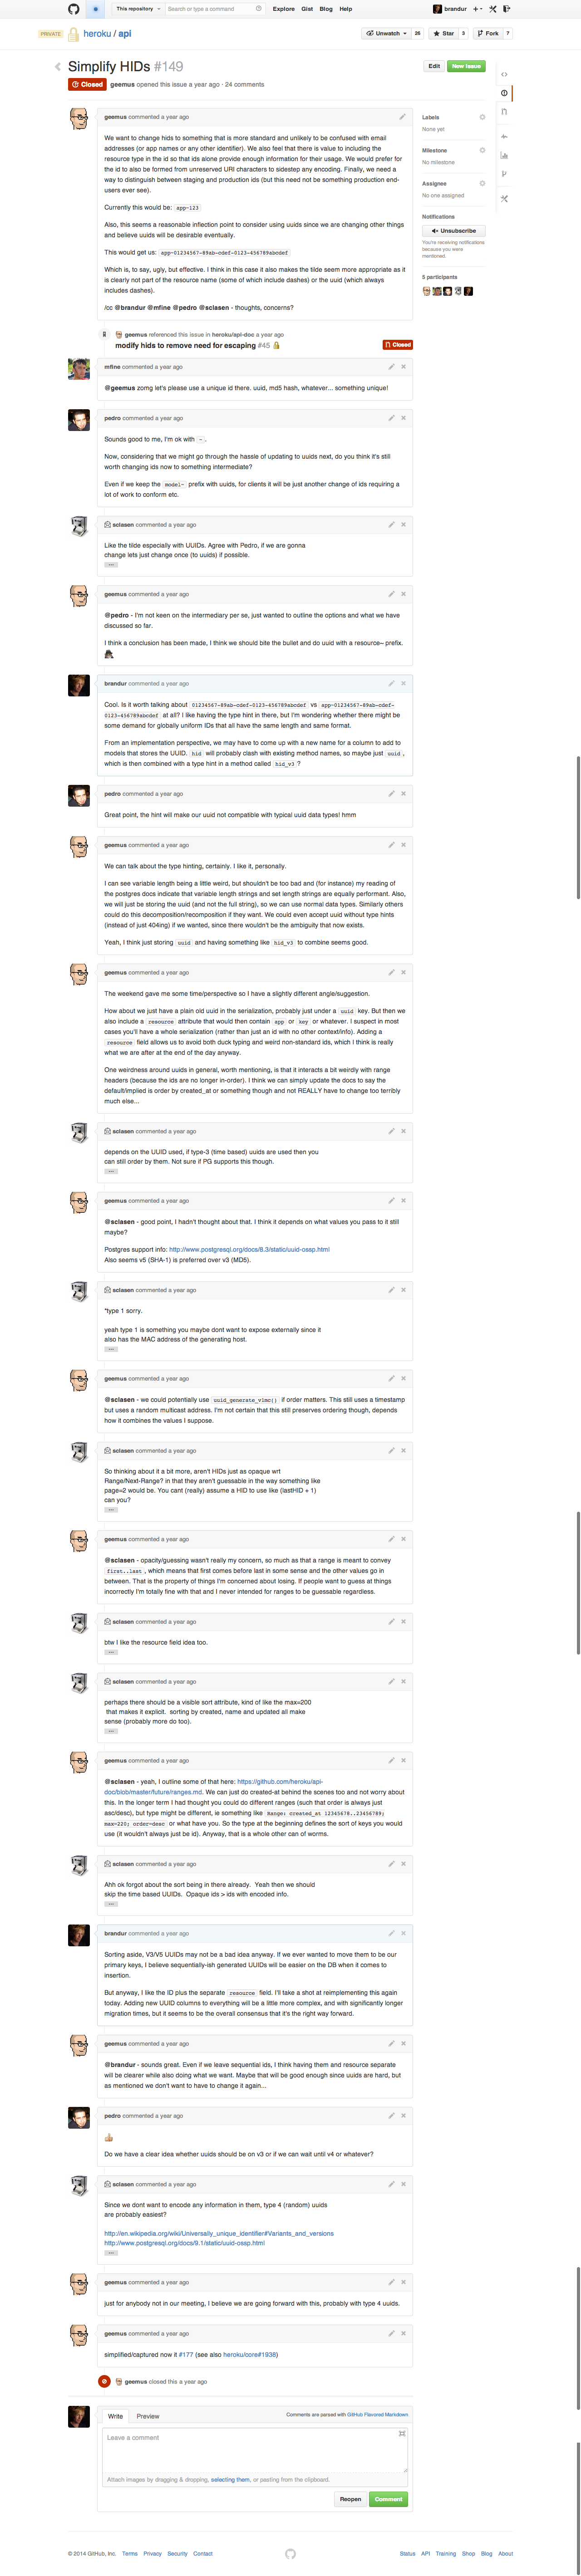 This repository
Search or type a command
Explore Gist Blog Help
brandur
PRIVATE
heroku / api
Unwatch 26
Star 3
Fork 7
Simplify HIDs #149
Edit
New Issue
Closed
geemus opened this issue a year ago · 24 comments
geemus commented a year ago
We want to change hids to something that is more standard and unlikely to be confused with email
addresses (or app names or any other identifier). We also feel that there is value to including the
resource type in the id so that ids alone provide enough information for their usage. We would prefer for
the id to also be formed from unreserved URI characters to sidestep any escaping. Finally, we need a
way to distinguish between staging and production ids (but this need not be something production end-
users ever see).
Currently this would be: app~123
Also, this seems a reasonable inflection point to consider using uuids since we are changing other things
and believe uuids will be desirable eventually.
This would get us: app~01234567-89ab-cdef-0123-456789abcdef
Which is, to say, ugly, but effective. I think in this case it also makes the tilde seem more appropriate as it
is clearly not part of the resource name (some of which include dashes) or the uuid (which always
includes dashes).
/cc @brandur @mfine @pedro @sclasen - thoughts, concerns?
Labels
None yet
Milestone
No milestone
Assignee
No one assigned
Notifications
Unsubscribe
You're receiving notifications
because you were
mentioned.
5 participants
geemus referenced this issue in heroku/api-doc a year ago
modify hids to remove need for escaping #45
Closed
mfine commented a year ago
@geemus zomg let's please use a unique id there. uuid, md5 hash, whatever... something unique!
pedro commented a year ago
Sounds good to me, I'm ok with ~.
Now, considering that we might go through the hassle of updating to uuids next, do you think it's still
worth changing ids now to something intermediate?
Even if we keep the model~ prefix with uuids, for clients it will be just another change of ids requiring a
lot of work to conform etc.
sclasen commented a year ago
Like the tilde especially with UUIDs. Agree with Pedro, if we are gonna
change lets just change once (to uuids) if possible.
geemus commented a year ago
@pedro - I'm not keen on the intermediary per se, just wanted to outline the options and what we have
discussed so far.
I think a conclusion has been made, I think we should bite the bullet and do uuid with a resource~ prefix.
brandur commented a year ago
Cool. Is it worth talking about 01234567-89ab-cdef-0123-456789abcdef vs app~01234567-89ab-cdef-
0123-456789abcdef at all? I like having the type hint in there, but I'm wondering whether there might be
some demand for globally uniform IDs that all have the same length and same format.
From an implementation perspective, we may have to come up with a new name for a column to add to
models that stores the UUID. hid will probably clash with existing method names, so maybe just uuid,
which is then combined with a type hint in a method called hid_v3?
pedro commented a year ago
Great point, the hint will make our uuid not compatible with typical uuid data types! hmm
geemus commented a year ago
We can talk about the type hinting, certainly. I like it, personally.
I can see variable length being a little weird, but shouldn't be too bad and (for instance) my reading of
the postgres docs indicate that variable length strings and set length strings are equally performant. Also,
we will just be storing the uuid (and not the full string), so we can use normal data types. Similarly others
could do this decomposition/recomposition if they want. We could even accept uuid without type hints
(instead of just 404ing) if we wanted, since there wouldn't be the ambiguity that now exists.
Yeah, I think just storing uuid and having something like hid_v3 to combine seems good.
geemus commented a year ago
The weekend gave me some time/perspective so I have a slightly different angle/suggestion.
How about we just have a plain old uuid in the serialization, probably just under a uuid key. But then we
also include a resource attribute that would then contain app or key or whatever. I suspect in most
cases you'll have a whole serialization (rather than just an id with no other context/info). Adding a
resource field allows us to avoid both duck typing and weird non-standard ids, which I think is really
what we are after at the end of the day anyway.
One weirdness around uuids in general, worth mentioning, is that it interacts a bit weirdly with range
headers (because the ids are no longer in-order). I think we can simply update the docs to say the
default/implied is order by created_at or something though and not REALLY have to change too terribly
much else...
sclasen commented a year ago
depends on the UUID used, if type-3 (time based) uuids are used then you
can still order by them. Not sure if PG supports this though.
geemus commented a year ago
@sclasen - good point, I hadn't thought about that. I think it depends on what values you pass to it still
maybe?
Postgres support info: http://www.postgresql.org/docs/8.3/static/uuid-ossp.html
Also seems v5 (SHA-1) is preferred over v3 (MD5).
sclasen commented a year ago
*type 1 sorry.
yeah type 1 is something you maybe dont want to expose externally since it
also has the MAC address of the generating host.
geemus commented a year ago
@sclasen - we could potentially use uuid_generate_v1mc() if order matters. This still uses a timestamp
but uses a random multicast address. I'm not certain that this still preserves ordering though, depends
how it combines the values I suppose.
sclasen commented a year ago
So thinking about it a bit more, aren't HIDs just as opaque wrt
Range/Next-Range? in that they aren't guessable in the way something like
page=2 would be. You cant (really) assume a HID to use like (lastHID + 1)
can you?
geemus commented a year ago
@sclasen - opacity/guessing wasn't really my concern, so much as that a range is meant to convey
first..last, which means that first comes before last in some sense and the other values go in
between. That is the property of things I'm concerned about losing. If people want to guess at things
incorrectly I'm totally fine with that and I never intended for ranges to be guessable regardless.
sclasen commented a year ago
btw I like the resource field idea too.
sclasen commented a year ago
perhaps there should be a visible sort attribute, kind of like the max=200
that makes it explicit. sorting by created, name and updated all make
sense (probably more do too).
geemus commented a year ago
@sclasen - yeah, I outline some of that here: https://github.com/heroku/api-
doc/blob/master/future/ranges.md. We can just do created-at behind the scenes too and not worry about
this. In the longer term I had thought you could do different ranges (such that order is always just
asc/desc), but type might be different, ie something like Range: created_at 12345678..23456789;
max=220; order=desc or what have you. So the type at the beginning defines the sort of keys you would
use (it wouldn't always just be id). Anyway, that is a whole other can of worms.
sclasen commented a year ago
Ahh ok forgot about the sort being in there already. Yeah then we should
skip the time based UUIDs. Opaque ids > ids with encoded info.
brandur commented a year ago
Sorting aside, V3/V5 UUIDs may not be a bad idea anyway. If we ever wanted to move them to be our
primary keys, I believe sequentially-ish generated UUIDs will be easier on the DB when it comes to
insertion.
But anyway, I like the ID plus the separate resource field. I'll take a shot at reimplementing this again
today. Adding new UUID columns to everything will be a little more complex, and with significantly longer
migration times, but it seems to be the overall consensus that it's the right way forward.
geemus commented a year ago
@brandur - sounds great. Even if we leave sequential ids, I think having them and resource separate
will be clearer while also doing what we want. Maybe that will be good enough since uuids are hard, but
as mentioned we don't want to have to change it again...
pedro commented a year ago
Do we have a clear idea whether uuids should be on v3 or if we can wait until v4 or whatever?
sclasen commented a year ago
Since we dont want to encode any information in them, type 4 (random) uuids
are probably easiest?
http://en.wikipedia.org/wiki/Universally_unique_identifier#Variants_and_versions
http://www.postgresql.org/docs/9.1/static/uuid-ossp.html
geemus commented a year ago
just for anybody not in our meeting, I believe we are going forward with this, probably with type 4 uuids.
geemus commented a year ago
simplified/captured now it #177 (see also heroku/core#1938)
geemus closed this a year ago
Write
Preview
Comments are parsed with GitHub Flavored Markdown
Leave a comment
Attach images by dragging & dropping, selecting them, or pasting from the clipboard.
Reopen
Comment
© 2014 GitHub, Inc. Terms Privacy Security Contact
Status API Training Shop Blog About